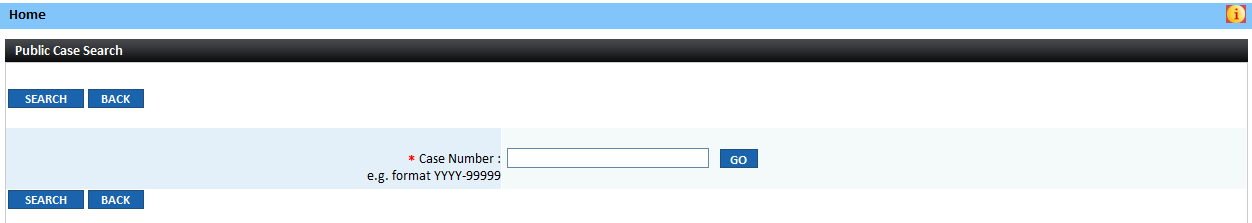 Home
Public Case Search
SEARCH BACK
* Case Number : GO
e.g. format YYYY-99999
SEARCH BACK